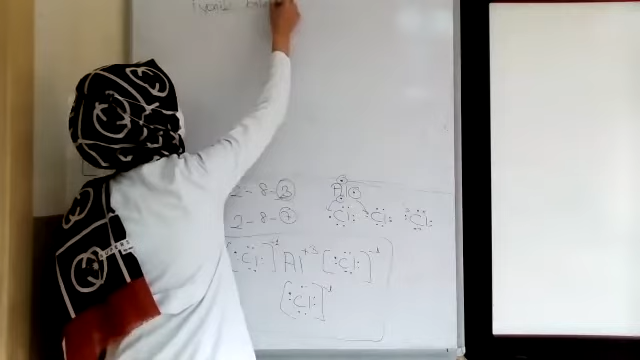 2-8-3 Al
2-8-7 Cl Cl Cl
[Cl]⁻¹ Al⁺³ [Cl]⁻¹
[Cl]⁻¹